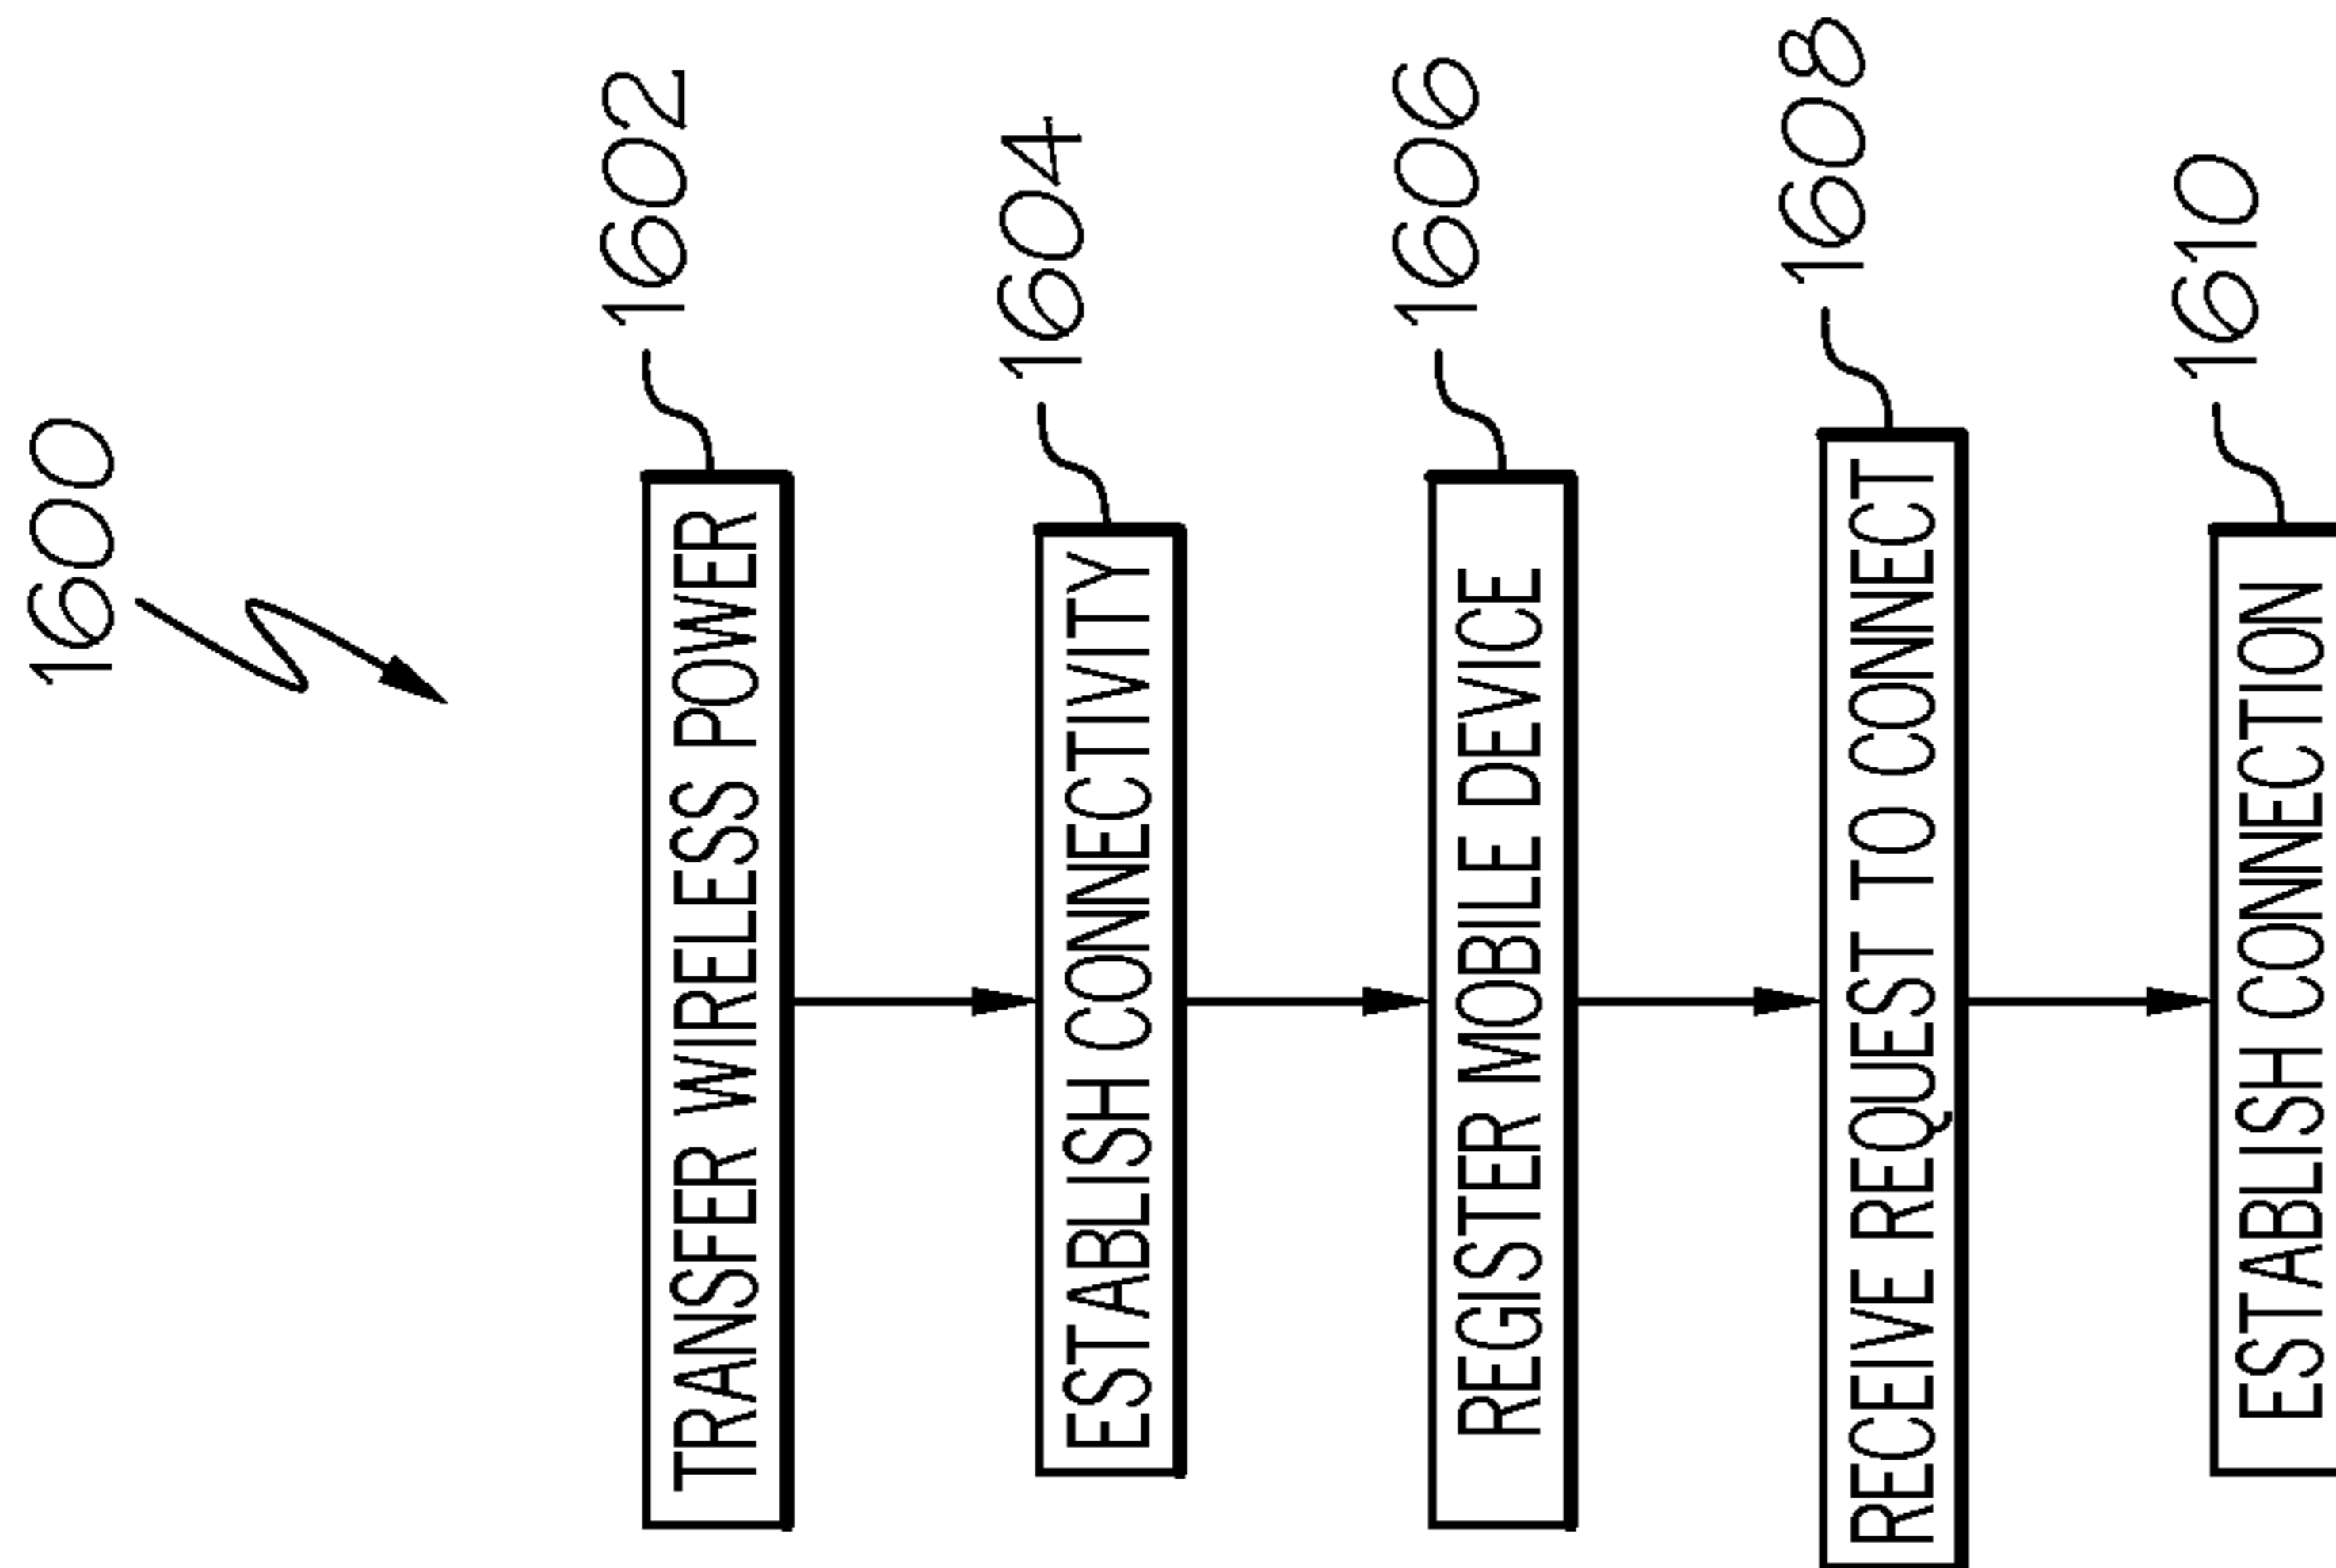 1600
TRANSFER WIRELESS POWER
1602
ESTABLISH CONNECTIVITY
1604
REGISTER MOBILE DEVICE
1606
RECEIVE REQUEST TO CONNECT
1608
ESTABLISH CONNECTION
1610